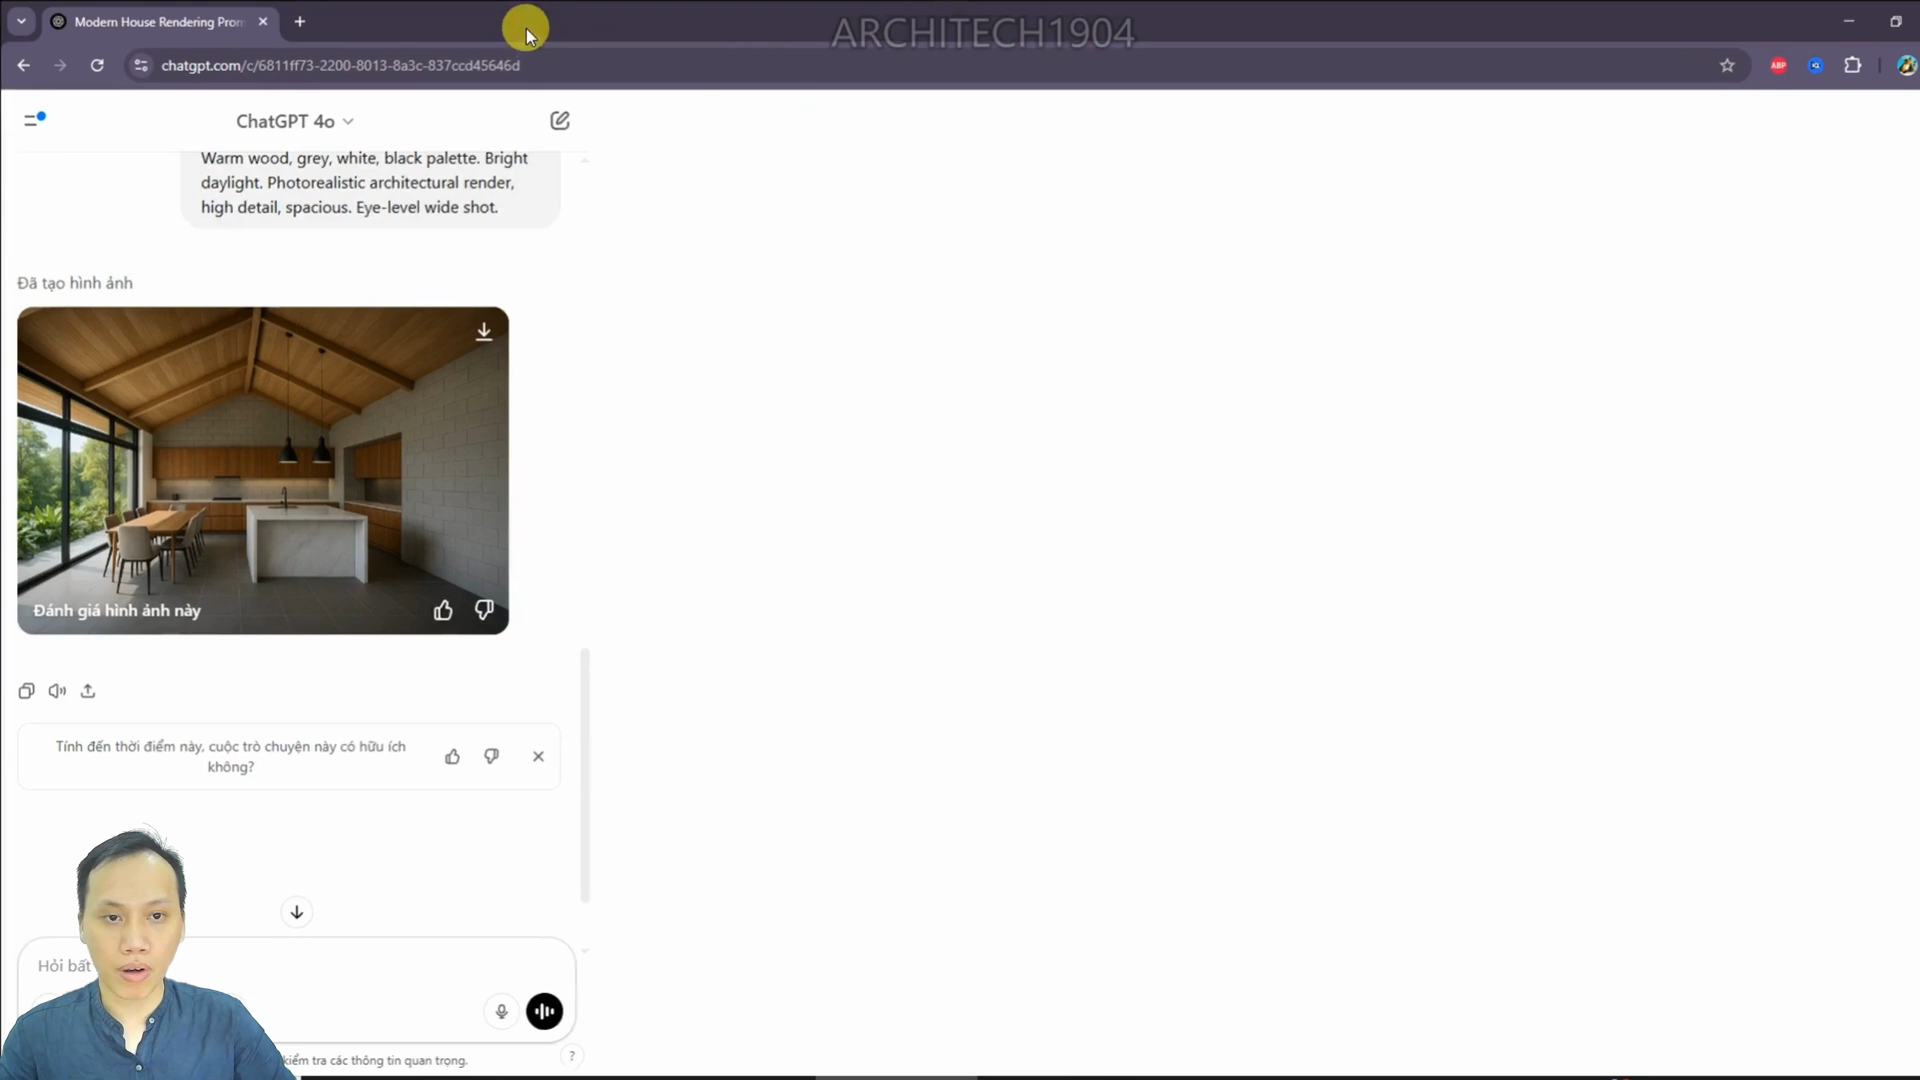 Modern House Rendering Pron
ARCHITECH1904
chatgpt.com/c/6811ff73-2200-8013-8a3c-837ccd45646d
ABP
ChatGPT 4o
Warm wood, grey, white, black palette. Bright
daylight. Photorealistic architectural render,
high detail, spacious. Eye-level wide shot.
Đã tạo hình ảnh
Đánh giá hình ảnh này
Tính đến thời điểm này, cuộc trò chuyện này có hữu ích
không?
Hỏi bất
kiểm tra các thông tin quan trọng.
?